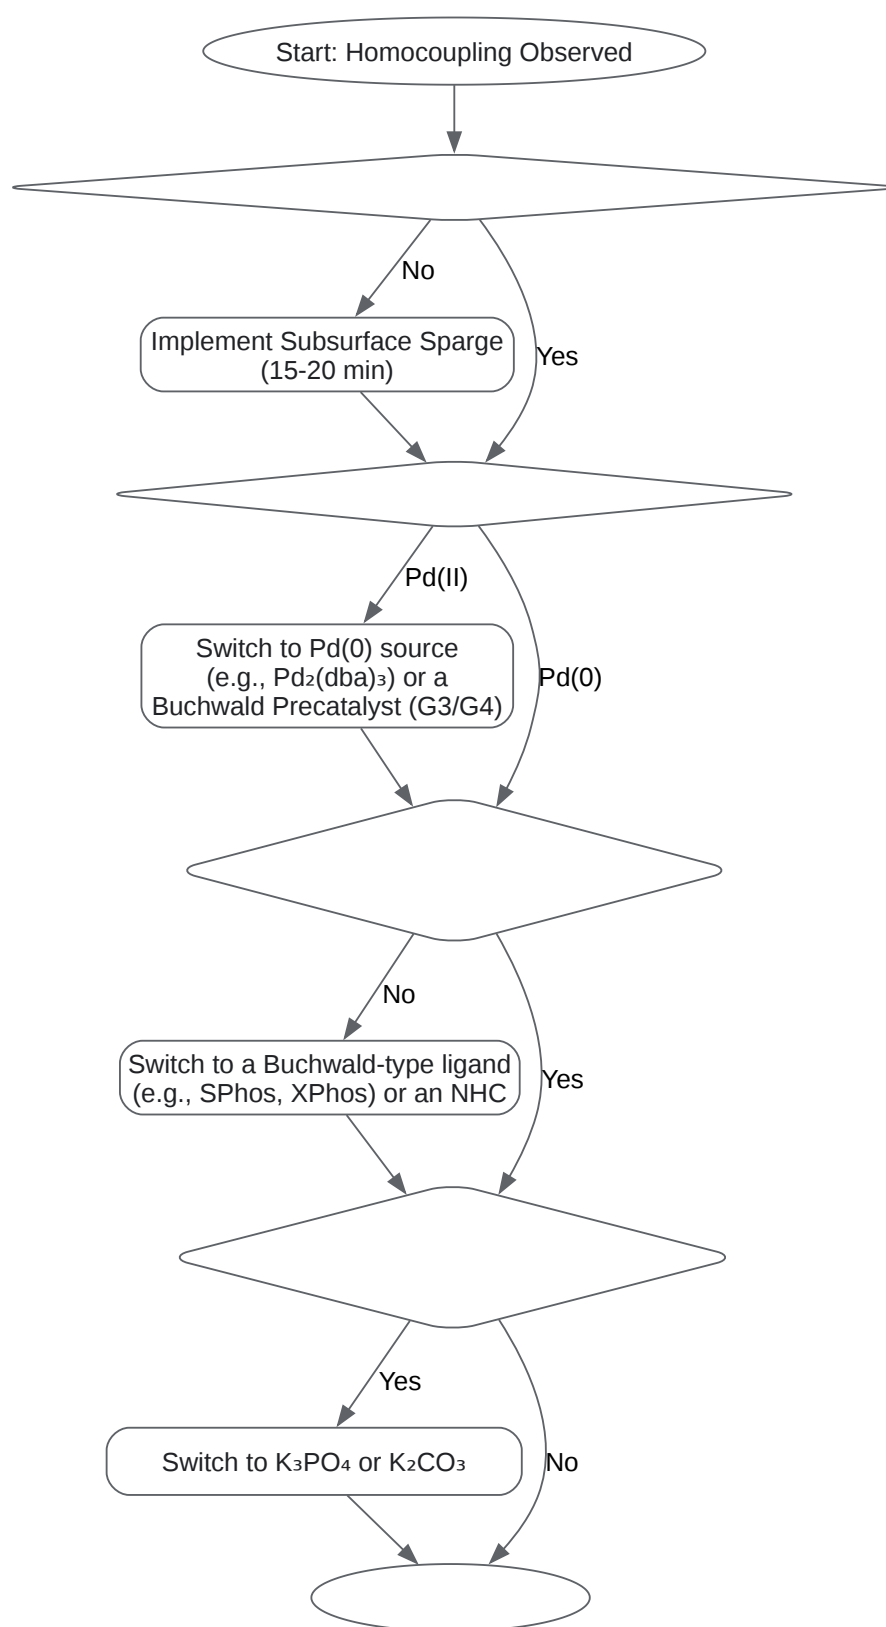 Start: Homocoupling Observed
No
Implement Subsurface Sparge
(15-20 min)
Yes
Pd(II)
Switch to Pd(0) source
(e.g., Pd₂(dba)₃) or a
Buchwald Precatalyst (G3/G4)
Pd(0)
No
Switch to a Buchwald-type ligand
(e.g., SPhos, XPhos) or an NHC
Yes
Yes
Switch to K₃PO₄ or K₂CO₃
No